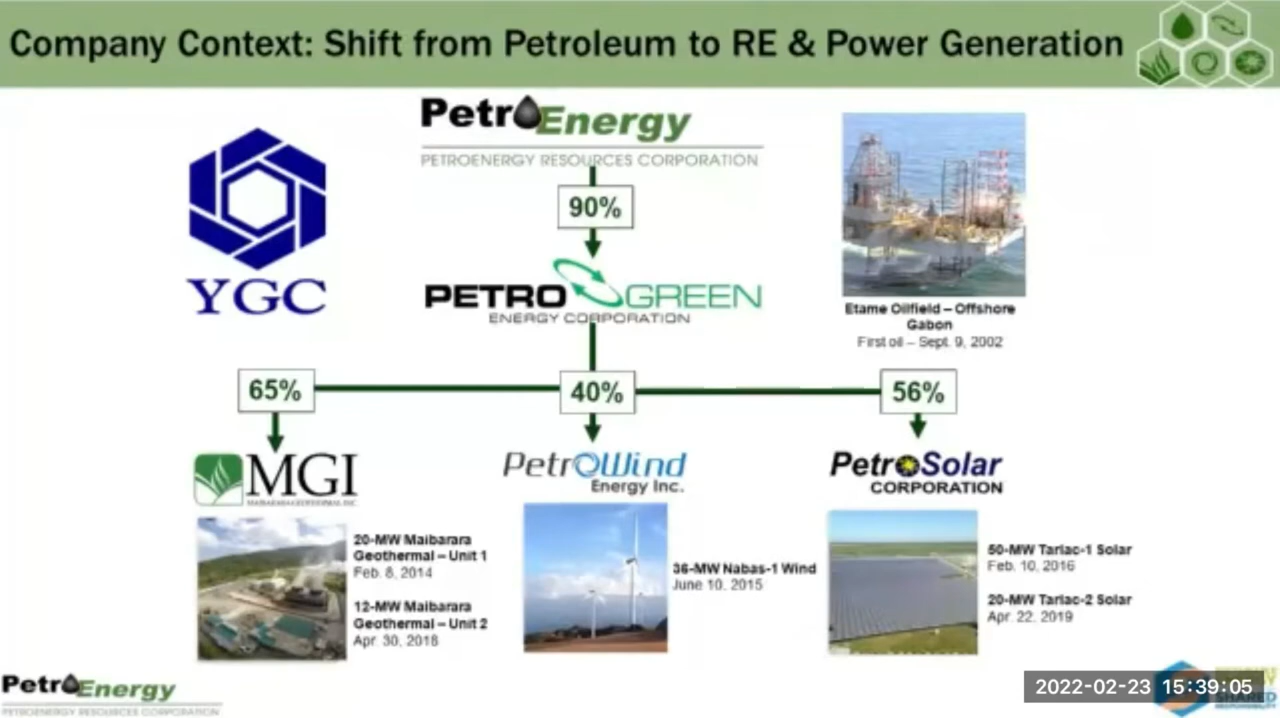 Company Context: Shift from Petroleum to RE & Power Generation
PetroEnergy
PETROENERGY RESOURCES CORPORATION
90%
YGC
PETROGREEN
ENERGY CORPORATION
Etame Oilfield – Offshore
Gabon
First oil – Sept. 9, 2002
65%
40%
56%
MGI
MAIBARARA GEOTHERMAL INC.
PetroWind
Energy Inc.
PetroSolar
CORPORATION
20-MW Maibarara
Geothermal – Unit 1
Feb. 8, 2014
12-MW Maibarara
Geothermal – Unit 2
Apr. 30, 2018
36-MW Nabas-1 Wind
June 10, 2015
50-MW Tarlac-1 Solar
Feb. 10, 2016
20-MW Tarlac-2 Solar
Apr. 22, 2019
PetroEnergy
PETROENERGY RESOURCES CORPORATION
2022-02-23 15:39:05
SHARED